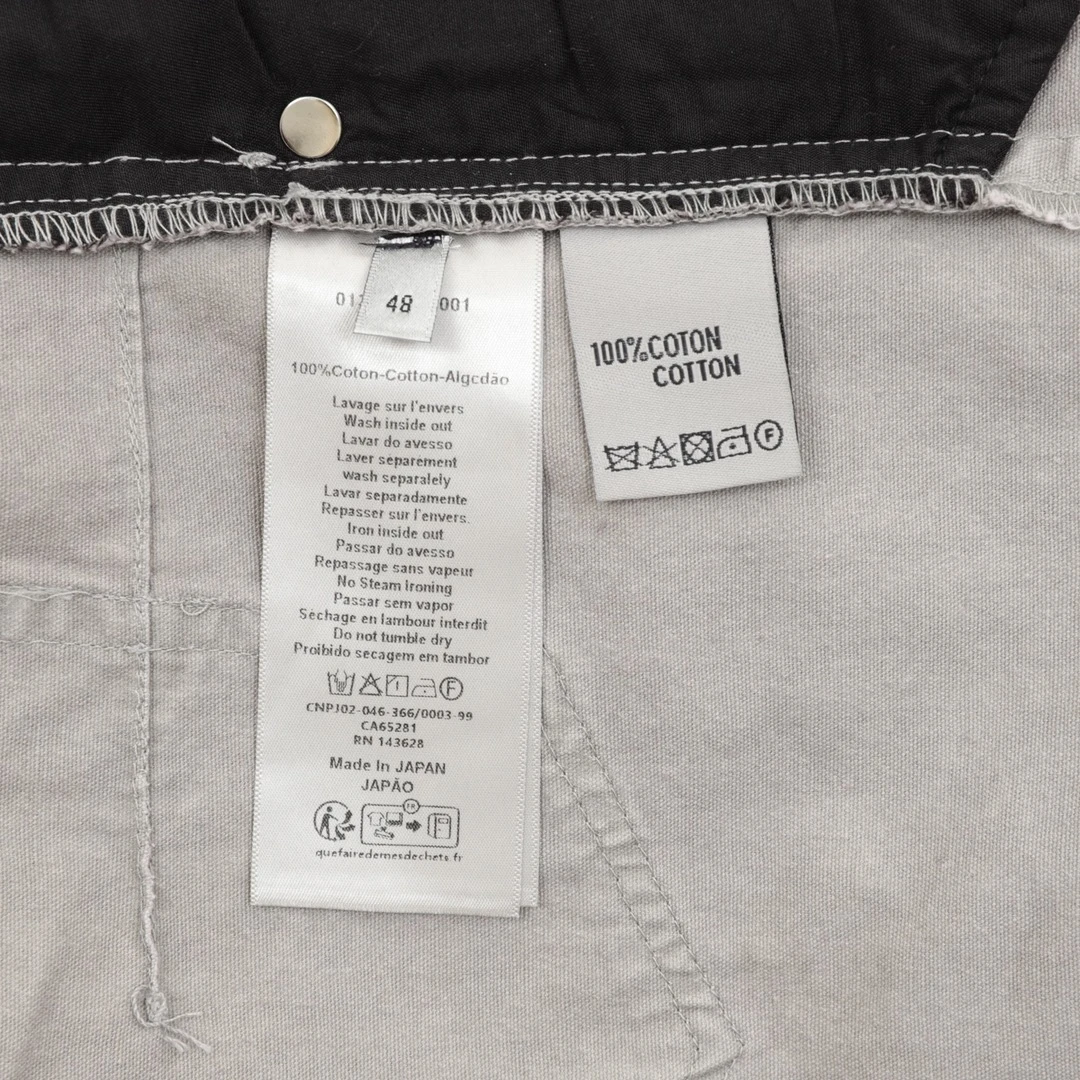 48
001
100%Coton-Cotton-Algcdão
Lavage sur l'envers
Wash inside out
Lavar do avesso
Laver séparement
wash separalely
Lavar separadamente
Repasser sur l'envers.
Iron inside out
Passar do avesso
Repassage sans vapeur
No Steam Ironing
Passar sem vapor
Séchage en lambour interdit
Do not tumble dry
Proibido secagem em tambor
F
CNPJ02-046-366/0003-99
CA65281
RN 143628
Made In JAPAN
JAPÃO
FR
quefairedemesdechets.fr
100%COTON
COTTON
F